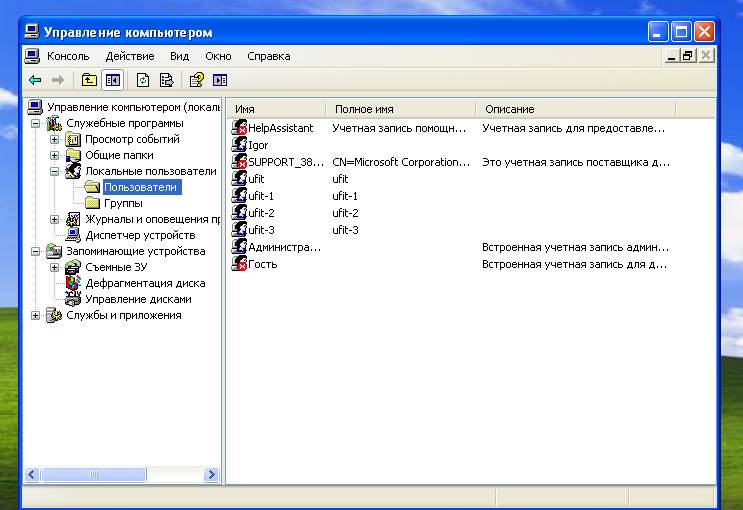 Управление компьютером
Консоль Действие Вид Окно Справка
Управление компьютером (локаль
Служебные программы
Просмотр событий
Общие папки
Локальные пользователи
Пользователи
Группы
Журналы и оповещения пр
Диспетчер устройств
Запоминающие устройства
Съемные ЗУ
Дефрагментация диска
Управление дисками
Службы и приложения
Имя Полное имя Описание
HelpAssistant Учетная запись помощн... Учетная запись для предоставле...
Igor
SUPPORT_38... CN=Microsoft Corporation... Это учетная запись поставщика д...
ufit ufit
ufit-1 ufit-1
ufit-2 ufit-2
ufit-3 ufit-3
Администра... Встроенная учетная запись админ...
Гость Встроенная учетная запись для д...